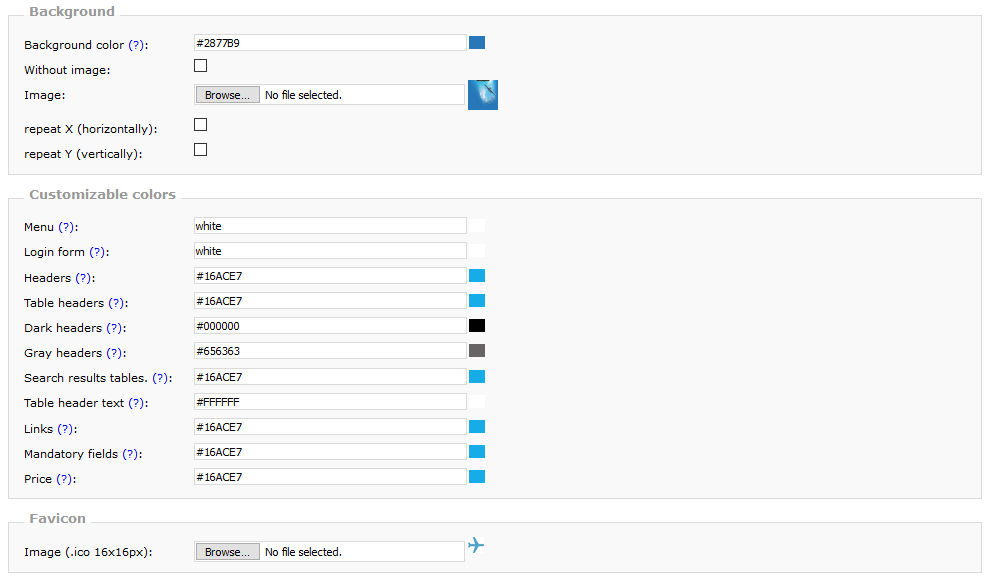 Background
Background color (?): #2877B9
Without image:
Image: Browse... No file selected.
repeat X (horizontally):
repeat Y (vertically):
Customizable colors
Menu (?): white
Login form (?): white
Headers (?): #16ACE7
Table headers (?): #16ACE7
Dark headers (?): #000000
Gray headers (?): #656363
Search results tables. (?): #16ACE7
Table header text (?): #FFFFFF
Links (?): #16ACE7
Mandatory fields (?): #16ACE7
Price (?): #16ACE7
Favicon
Image (.ico 16x16px): Browse... No file selected.